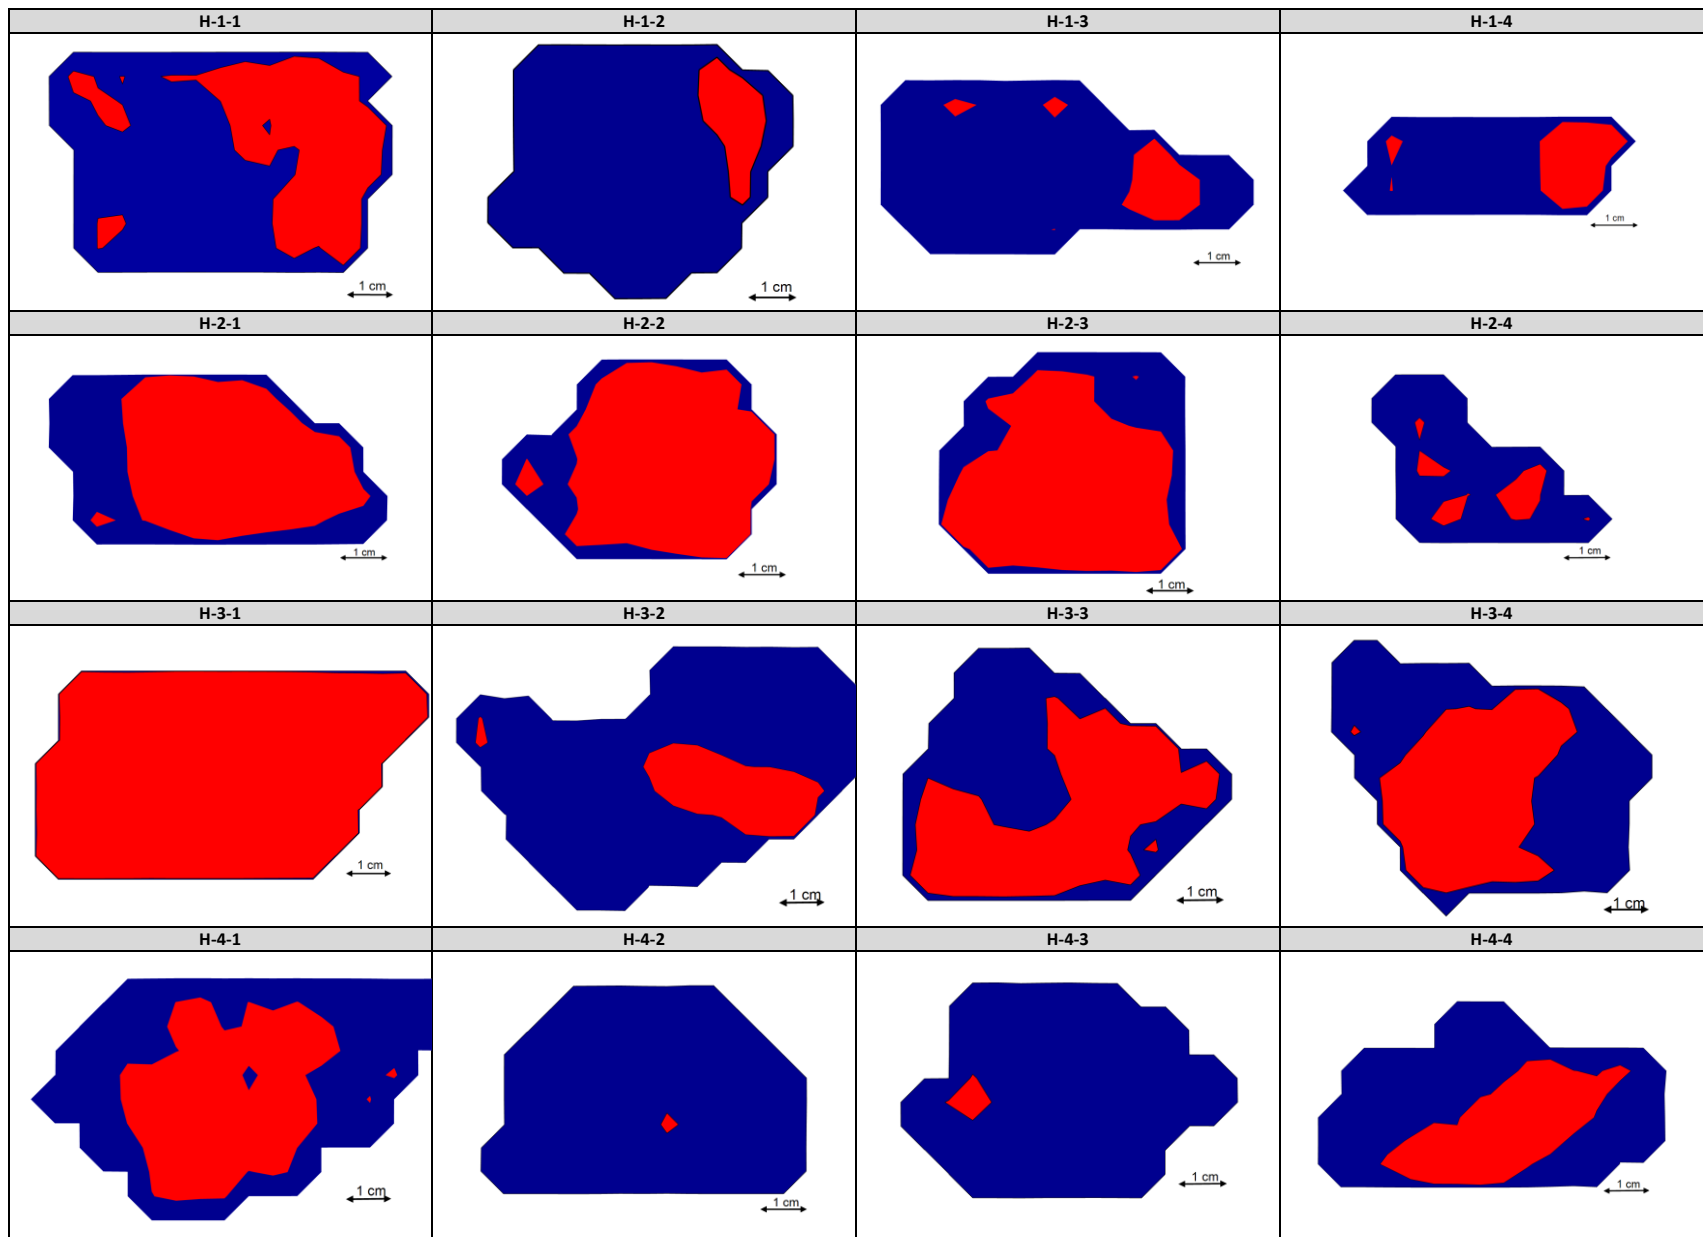 H-1-1 H-1-2 H-1-3 H-1-4
1 cm 1 cm 1 cm 1 cm
H-2-1 H-2-2 H-2-3 H-2-4
1 cm 1 cm 1 cm 1 cm
H-3-1 H-3-2 H-3-3 H-3-4
1 cm 1 cm 1 cm 1 cm
H-4-1 H-4-2 H-4-3 H-4-4
1 cm 1 cm 1 cm 1 cm